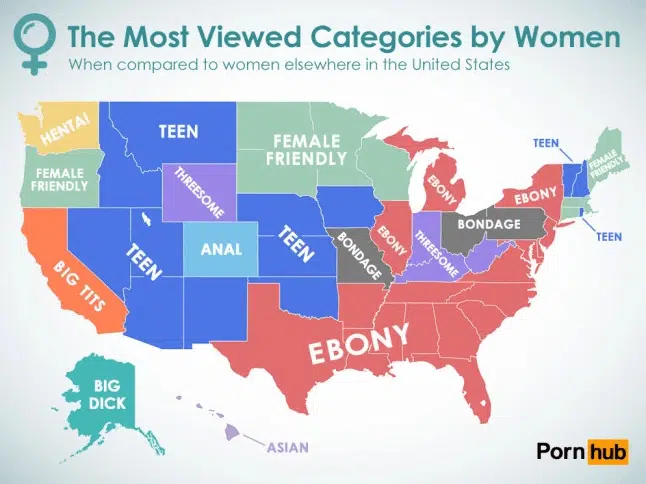 The Most Viewed Categories by Women
When compared to women elsewhere in the United States
HENTAI
TEEN
FEMALE
FRIENDLY
TEEN
FEMALE
FRIENDLY
FEMALE
FRIENDLY
THREESOME
EBONY
EBONY
BONDAGE
TEEN
BIG TITS
TEEN
ANAL
TEEN
BONDAGE
EBONY
THREESOME
EBONY
BIG
DICK
ASIAN
Porn hub